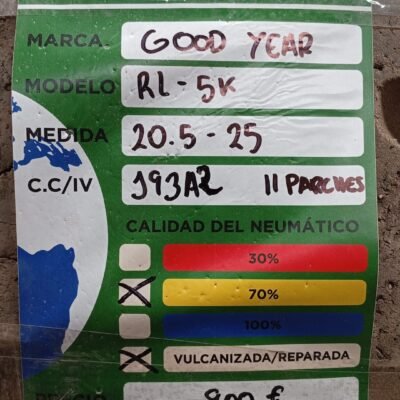 MARCA. GOOD YEAR
MODELO RL-5K
MEDIDA 20.5-25
C.C/IV 193A2 11 PARCHES
CALIDAD DEL NEUMÁTICO
30%
70%
100%
VULCANIZADA/REPARADA